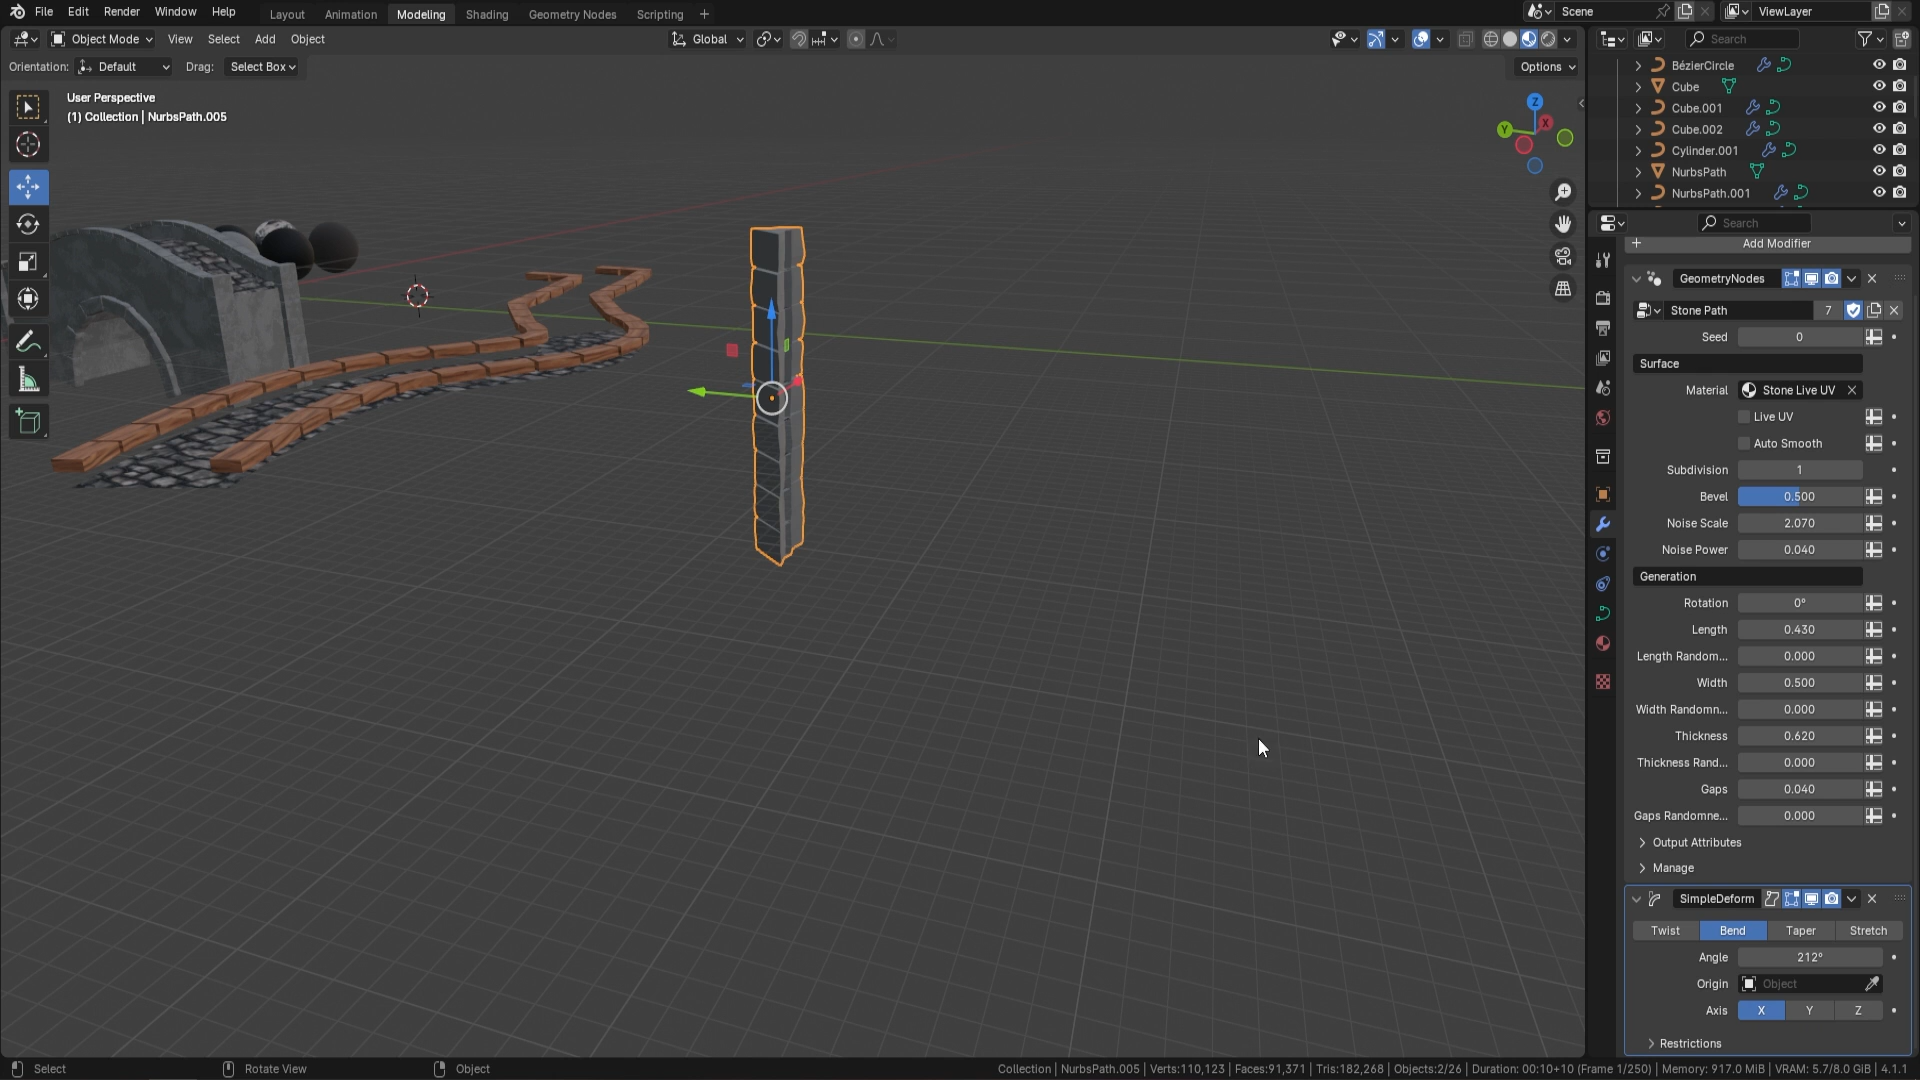 File Edit Render Window Help Layout Animation Modeling Shading Geometry Nodes Scripting + Scene ViewLayer
Object Mode View Select Add Object Global Search
Orientation: Default Drag: Select Box Options
User Perspective
(1) Collection | NurbsPath.005
Z
Y
X
BézierCircle
Cube
Cube.001
Cube.002
Cylinder.001
NurbsPath
NurbsPath.001
Search
+ Add Modifier
GeometryNodes
Stone Path 7
Seed 0
Surface
Material Stone Live UV
Live UV
Auto Smooth
Subdivision 1
Bevel 0.500
Noise Scale 2.070
Noise Power 0.040
Generation
Rotation 0°
Length 0.430
Length Random... 0.000
Width 0.500
Width Randomn... 0.000
Thickness 0.620
Thickness Rand... 0.000
Gaps 0.040
Gaps Randomne... 0.000
Output Attributes
Manage
SimpleDeform
Twist Bend Taper Stretch
Angle 212°
Origin Object
Axis X Y Z
Restrictions
Select Rotate View Object Collection | NurbsPath.005 | Verts:110,123 | Faces:91,371 | Tris:182,268 | Objects:2/26 | Duration: 00:10+10 (Frame 1/250) | Memory: 917.0 MiB | VRAM: 5.7/8.0 GiB | 4.1.1